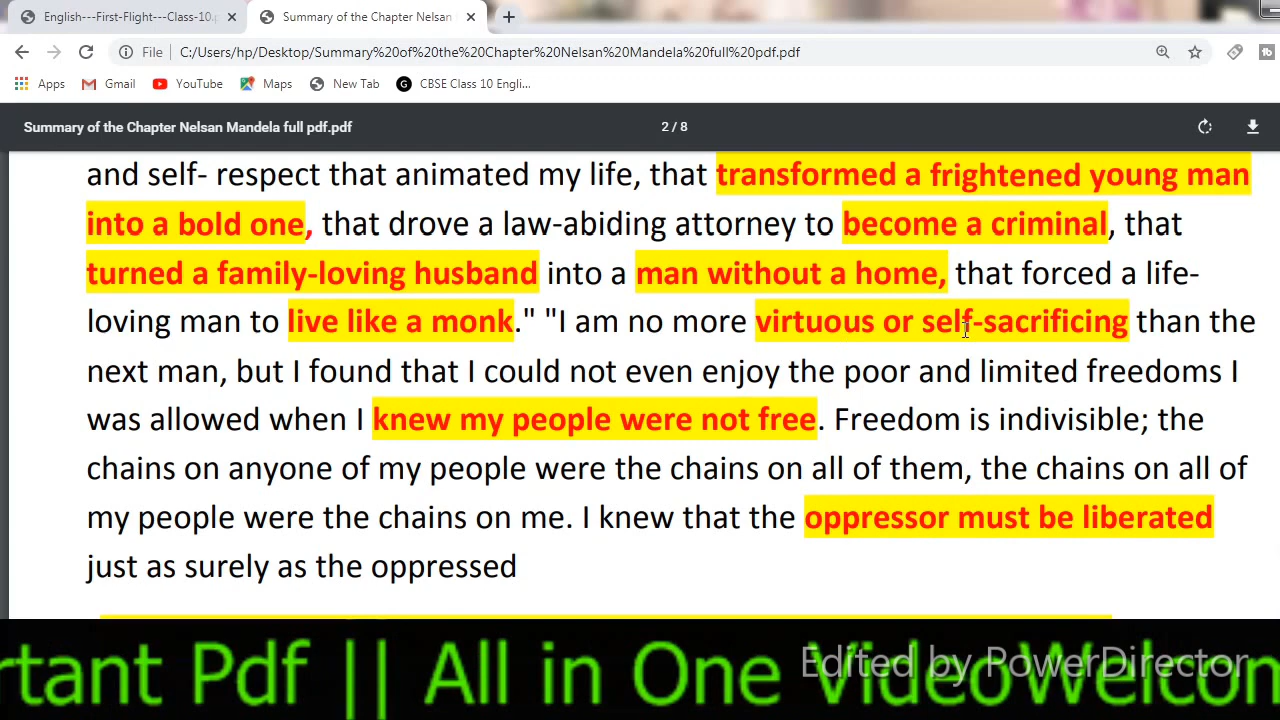 English---First-Flight---Class-10.
Summary of the Chapter Nelsan
File
C:/Users/hp/Desktop/Summary%20of%20the%20Chapter%20Nelsan%20Mandela%20full%20pdf.pdf
Apps Gmail YouTube Maps New Tab CBSE Class 10 Engli...
Summary of the Chapter Nelsan Mandela full pdf.pdf 2 / 8
and self- respect that animated my life, that transformed a frightened young man
into a bold one, that drove a law-abiding attorney to become a criminal, that
turned a family-loving husband into a man without a home, that forced a life-
loving man to live like a monk." "I am no more virtuous or self-sacrificing than the
next man, but I found that I could not even enjoy the poor and limited freedoms I
was allowed when I knew my people were not free. Freedom is indivisible; the
chains on anyone of my people were the chains on all of them, the chains on all of
my people were the chains on me. I knew that the oppressor must be liberated
just as surely as the oppressed
rtant Pdf || All in One VideoWelcon
Edited by PowerDirector